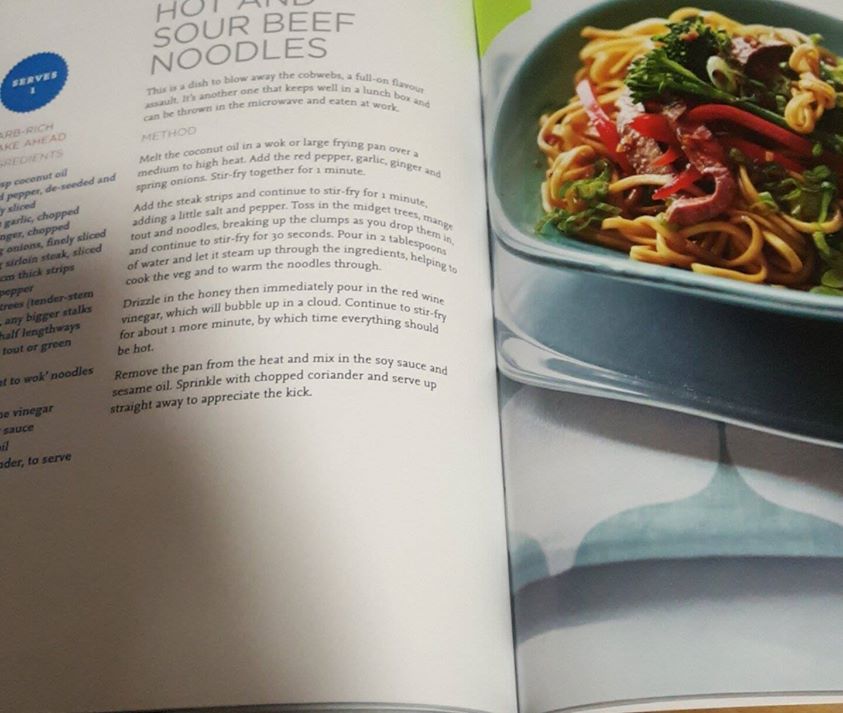 HOT AND
SOUR BEEF
NOODLES
This is a dish to blow away the cobwebs, a full-on flavour
assault. It's another one that keeps well in a lunch box and
can be thrown in the microwave and eaten at work.
METHOD
Melt the coconut oil in a wok or large frying pan over a
medium to high heat. Add the red pepper, garlic, ginger and
spring onions. Stir-fry together for 1 minute.
Add the steak strips and continue to stir-fry for 1 minute,
adding a little salt and pepper. Toss in the midget trees, mange
tout and noodles, breaking up the clumps as you drop them in,
and continue to stir-fry for 30 seconds. Pour in 2 tablespoons
of water and let it steam up through the ingredients, helping to
cook the veg and to warm the noodles through.
Drizzle in the honey then immediately pour in the red wine
vinegar, which will bubble up in a cloud. Continue to stir-fry
for about 1 more minute, by which time everything should
be hot.
Remove the pan from the heat and mix in the soy sauce and
sesame oil. Sprinkle with chopped coriander and serve up
straight away to appreciate the kick.
SERVES
1
ARB-RICH
AKE AHEAD
GREDIENTS
sp coconut oil
d pepper, de-seeded and
y sliced
garlic, chopped
nger, chopped
onions, finely sliced
sirloin steak, sliced
cm thick strips
pepper
trees (tender-stem
, any bigger stalks
half lengthways
tout or green
t to wok' noodles
ne vinegar
sauce
il
nder, to serve